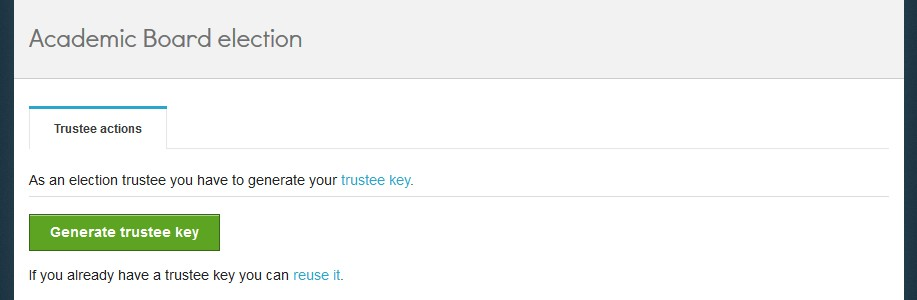 Academic Board election
Trustee actions
As an election trustee you have to generate your trustee key.
Generate trustee key
If you already have a trustee key you can reuse it.